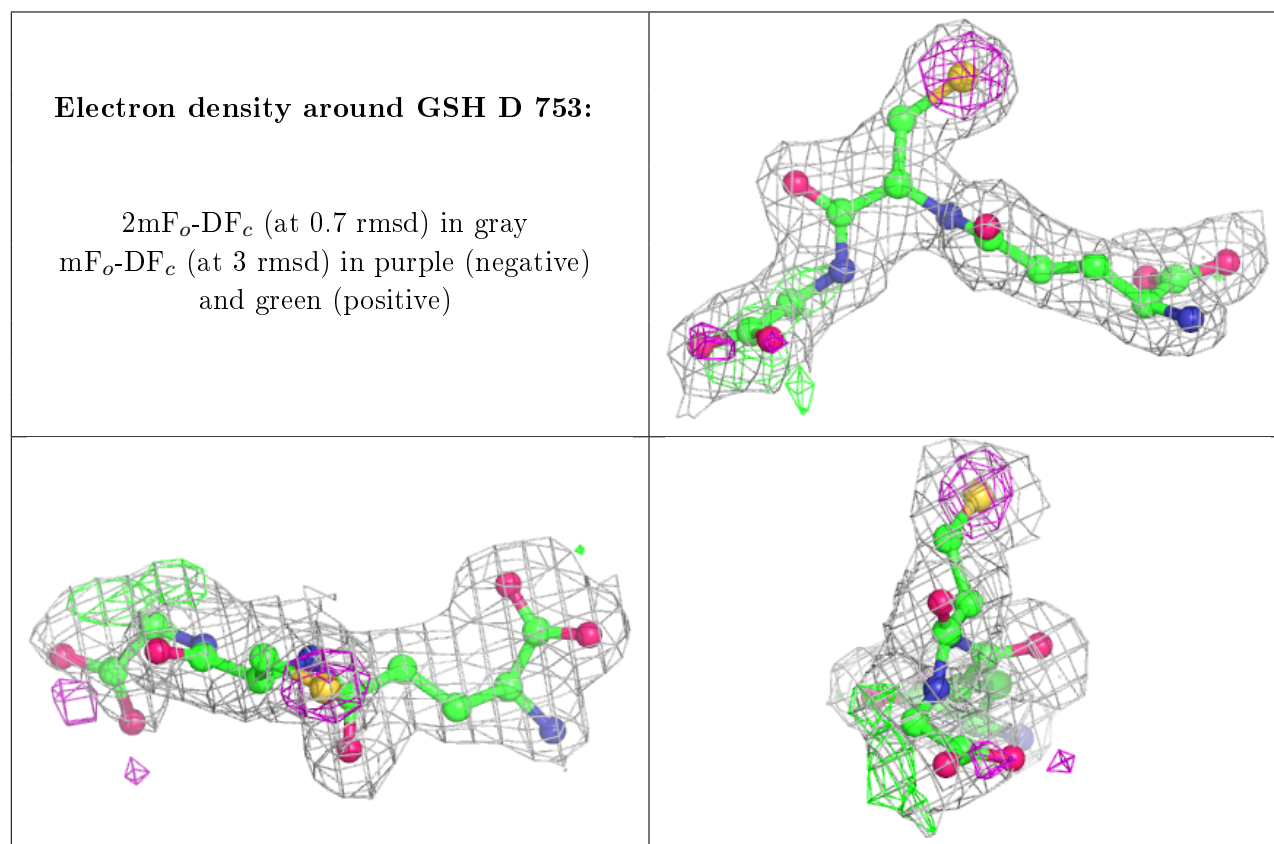 Electron density around GSH D 753:
2mFo-DFc (at 0.7 rmsd) in gray
mFo-DFc (at 3 rmsd) in purple (negative)
and green (positive)